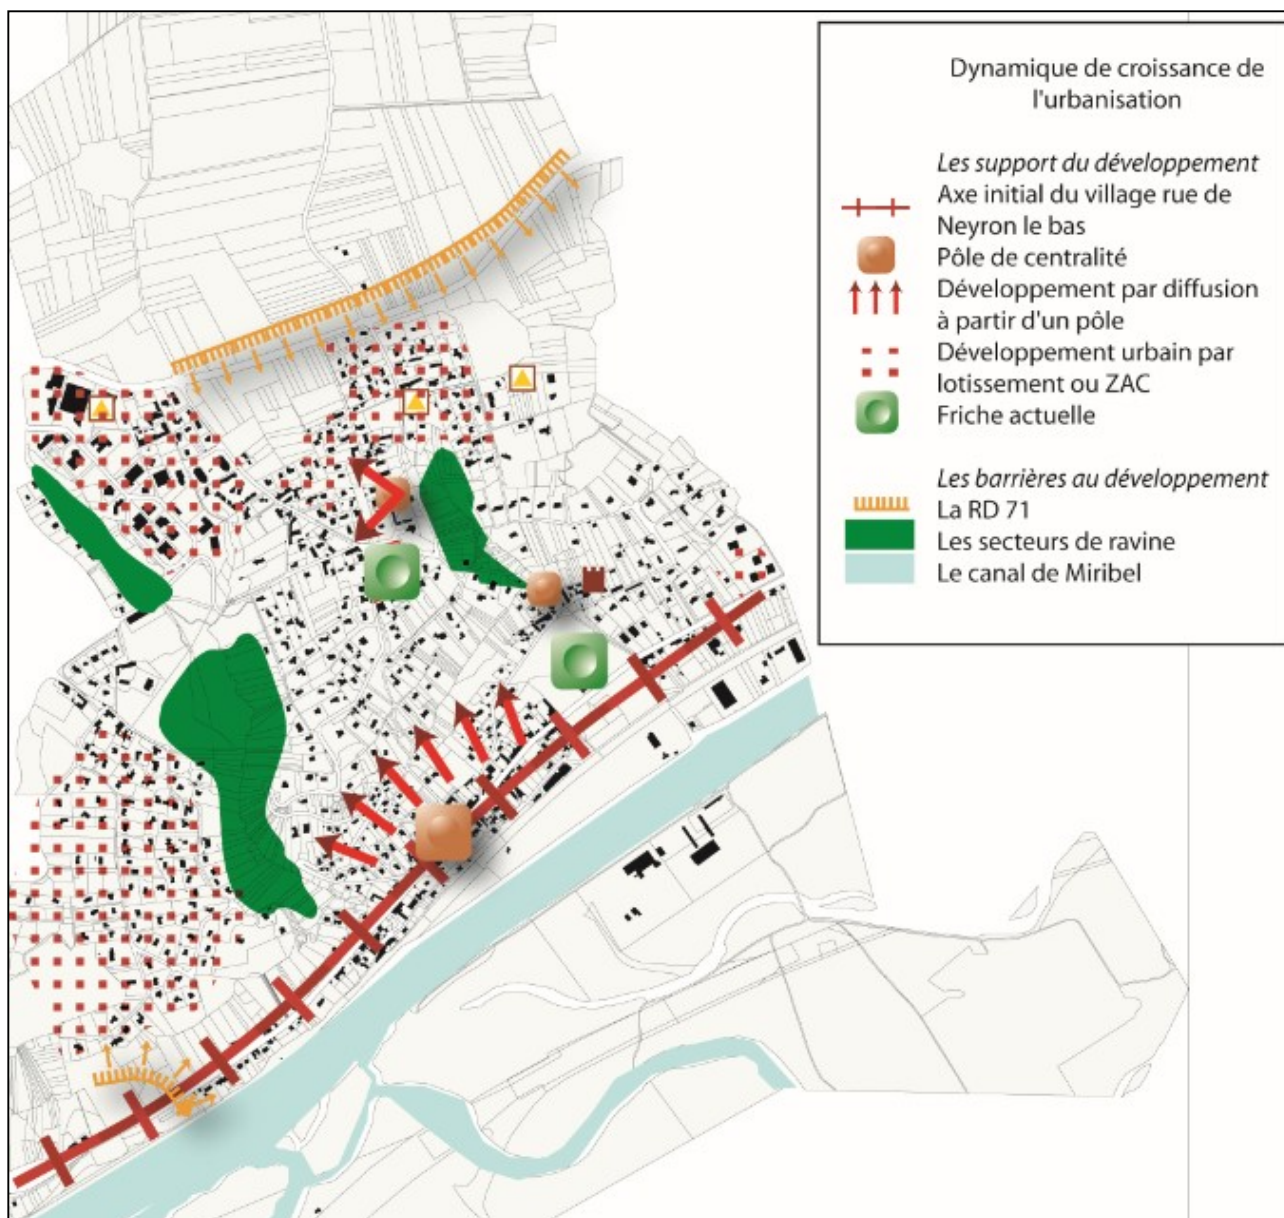 Dynamique de croissance de
l'urbanisation
Les support du développement
Axe initial du village rue de
Neyron le bas
Pôle de centralité
Développement par diffusion
à partir d'un pôle
Développement urbain par
lotissement ou ZAC
Friche actuelle
Les barrières au développement
La RD 71
Les secteurs de ravine
Le canal de Miribel